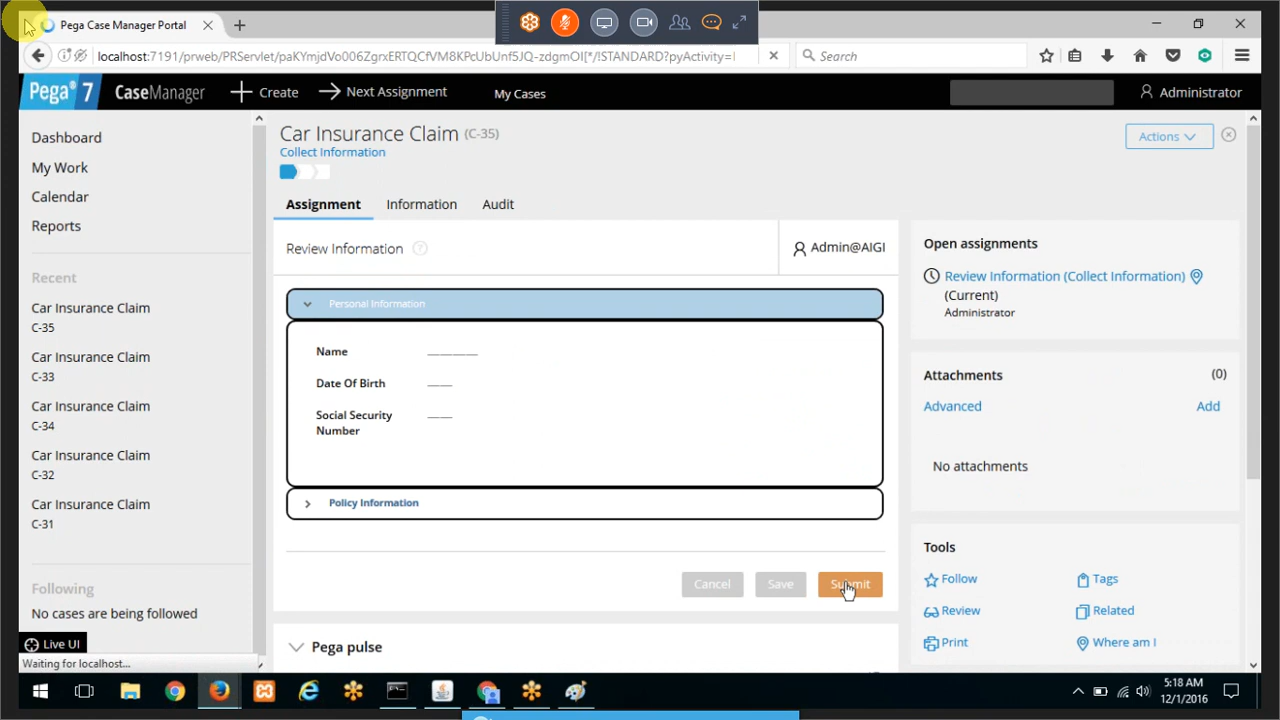 Pega Case Manager Portal
localhost:7191/prweb/PRServlet/paKYmjdVo006ZgrxERTQCfVM8KPcUbUnf5JQ-zdgmOI[*/!STANDARD?pyActivity=
Search
Pega 7 CaseManager Create Next Assignment My Cases Administrator
Dashboard
My Work
Calendar
Reports
Recent
Car Insurance Claim
C-35
Car Insurance Claim
C-33
Car Insurance Claim
C-34
Car Insurance Claim
C-32
Car Insurance Claim
C-31
Following
No cases are being followed
Live UI
Waiting for localhost...
Car Insurance Claim (C-35)
Collect Information
Actions
Assignment Information Audit
Review Information ?
Admin@AIGI
Personal Information
Name
Date Of Birth
Social Security
Number
Policy Information
Cancel Save Submit
Pega pulse
Open assignments
Review Information (Collect Information)
(Current)
Administrator
Attachments (0)
Advanced Add
No attachments
Tools
Follow Tags
Review Related
Print Where am I
5:18 AM
12/1/2016